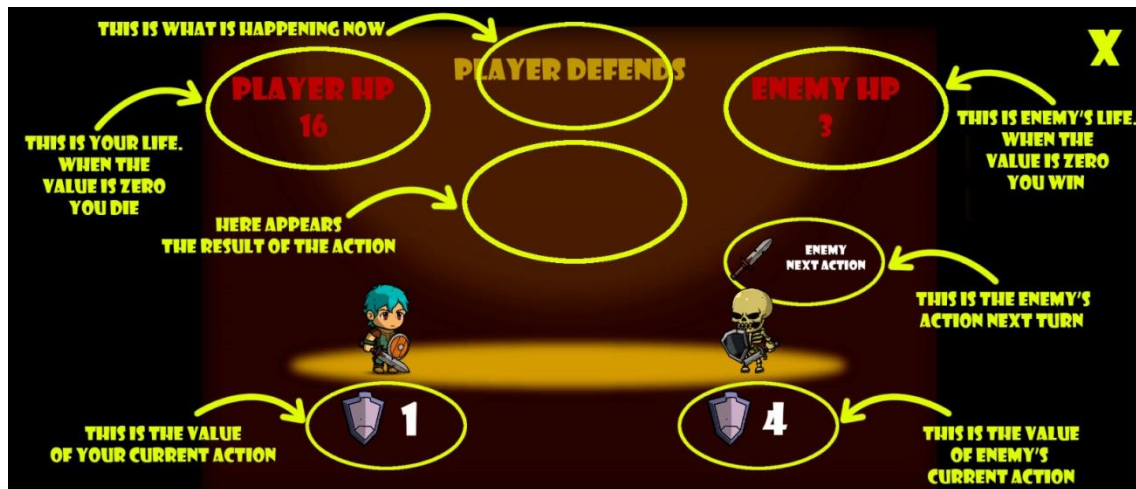 THIS IS WHAT IS HAPPENING NOW
X
PLAYER DEFENDS
PLAYER HP
16
ENEMY HP
3
THIS IS YOUR LIFE.
WHEN THE
VALUE IS ZERO
YOU DIE
THIS IS ENEMY'S LIFE.
WHEN THE
VALUE IS ZERO
YOU WIN
HERE APPEARS
THE RESULT OF THE ACTION
ENEMY
NEXT ACTION
THIS IS THE ENEMY'S
ACTION NEXT TURN
1
4
THIS IS THE VALUE
OF YOUR CURRENT ACTION
THIS IS THE VALUE
OF ENEMY'S
CURRENT ACTION